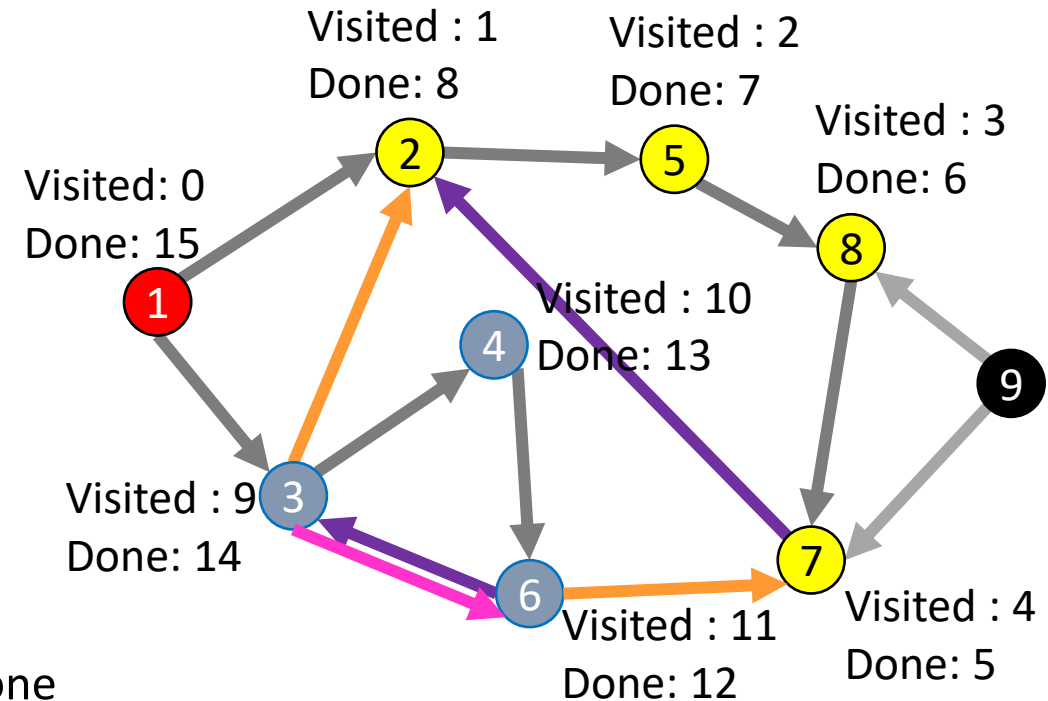 Visited : 1
Done: 8
Visited : 2
Done: 7
Visited : 3
Done: 6
2
5
Visited: 0
Done: 15
8
1
Visited : 10
Done: 13
4
9
Visited : 9
Done: 14
3
7
6
Visited : 11
Done: 12
Visited : 4
Done: 5
one